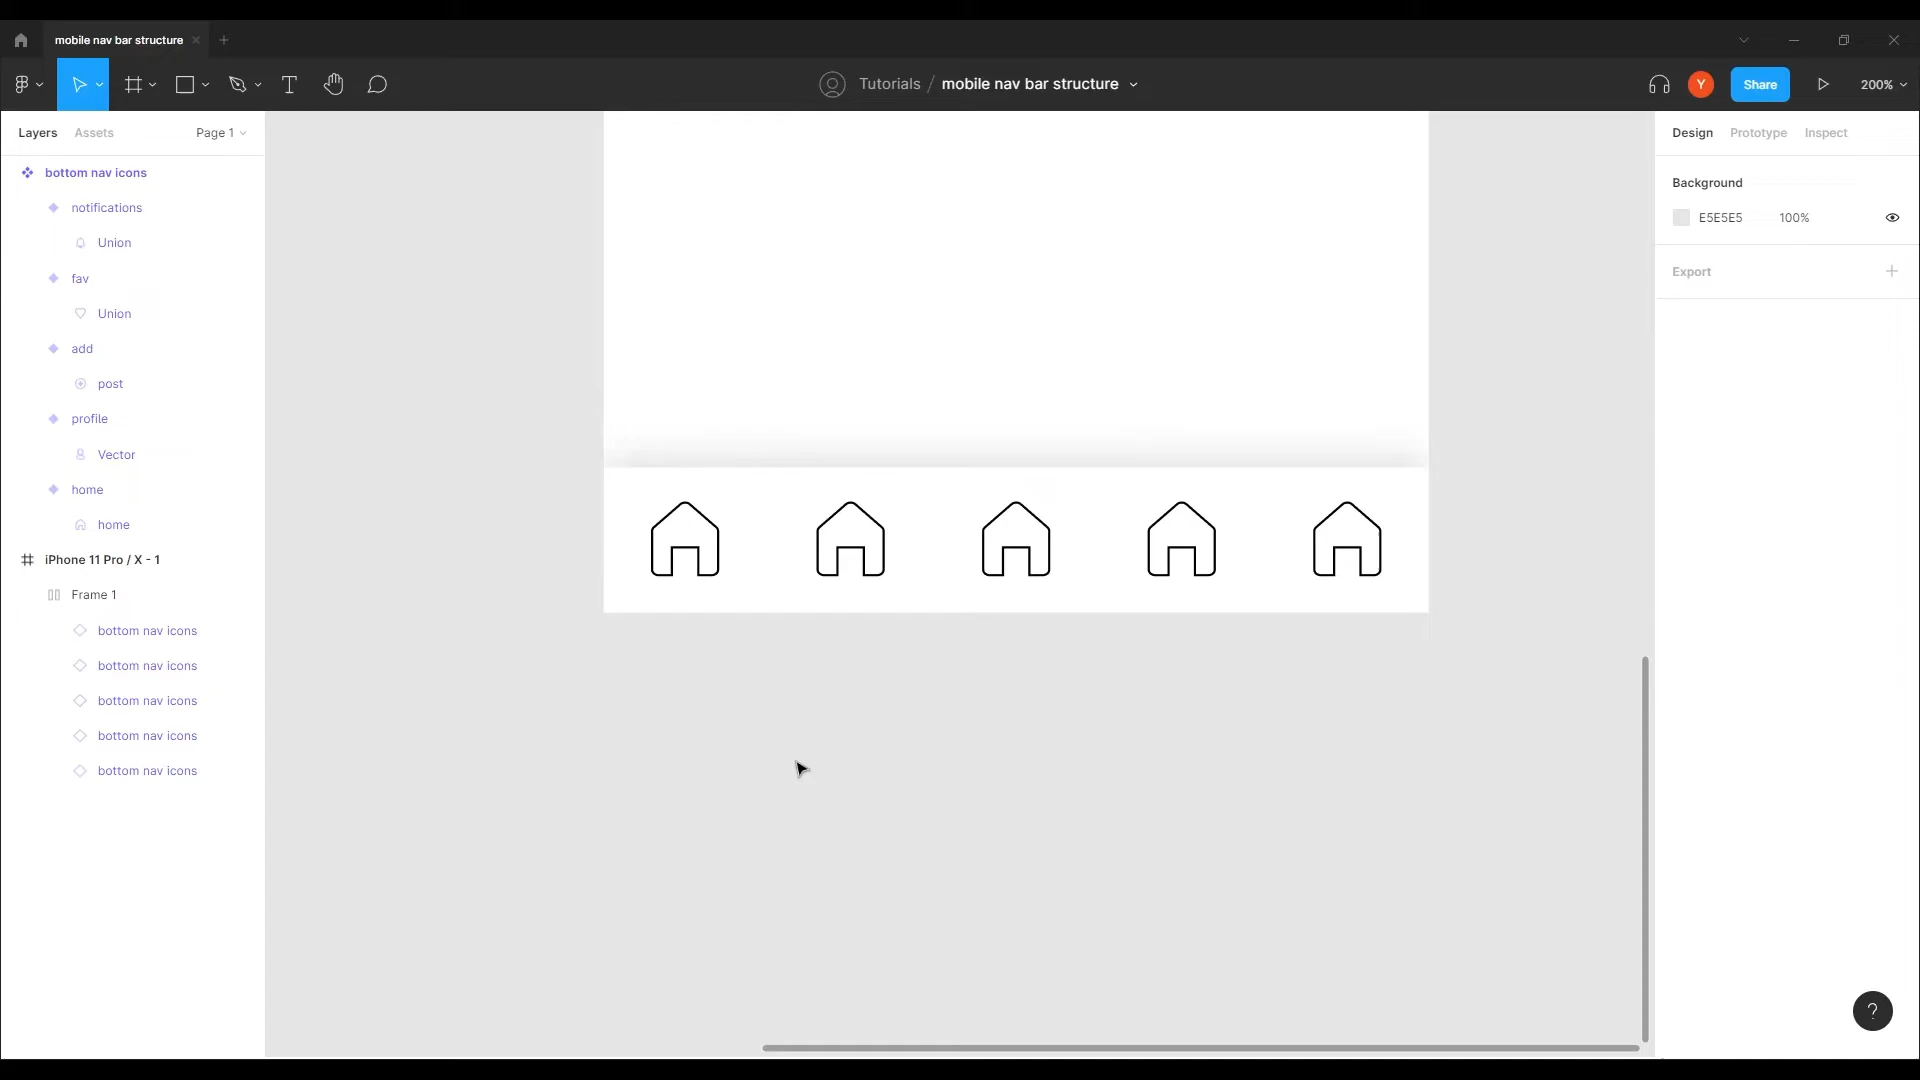 mobile nav bar structure
Tutorials / mobile nav bar structure
Y
Share
200%
Layers
Assets
Page 1
bottom nav icons
notifications
Union
fav
Union
add
post
profile
Vector
home
home
iPhone 11 Pro / X - 1
Frame 1
bottom nav icons
bottom nav icons
bottom nav icons
bottom nav icons
bottom nav icons
Design
Prototype
Inspect
Background
E5E5E5
100%
Export
?